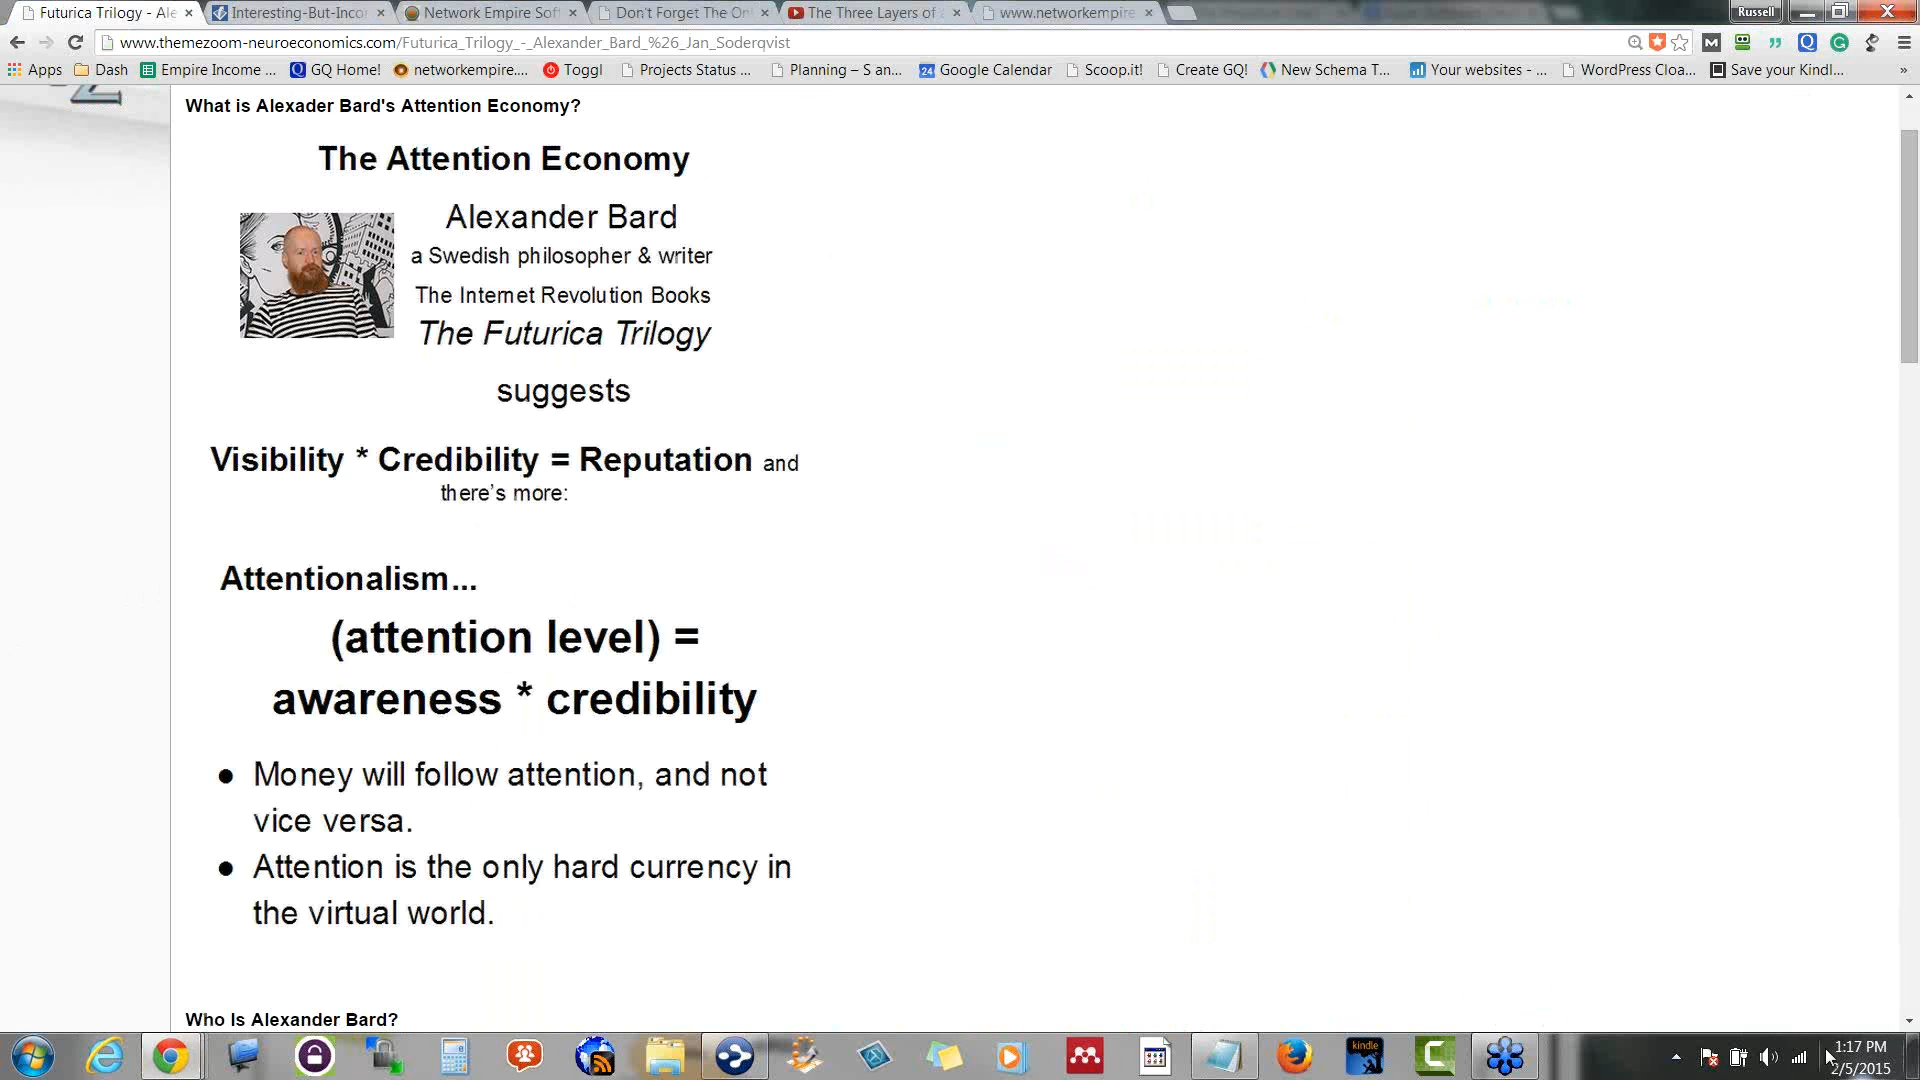 Futurica Trilogy - Ale
Interesting-But-Incor
Network Empire Sof
Don't Forget The On
The Three Layers of
www.networkempire
Russell
www.themezoom-neuroeconomics.com/Futurica_Trilogy_-_Alexander_Bard_%26_Jan_Soderqvist
Apps
Dash
Empire Income ...
GQ Home!
networkempire....
Toggl
Projects Status ...
Planning – S an...
Google Calendar
Scoop.it!
Create GQ!
New Schema T...
Your websites - ...
WordPress Cloa...
Save your Kindl...
What is Alexader Bard's Attention Economy?
The Attention Economy
Alexander Bard
a Swedish philosopher & writer
The Internet Revolution Books
The Futurica Trilogy
suggests
Visibility * Credibility = Reputation and
there's more:
Attentionalism...
(attention level) =
awareness * credibility
● Money will follow attention, and not
vice versa.
● Attention is the only hard currency in
the virtual world.
Who Is Alexander Bard?
kindle
1:17 PM
2/5/2015